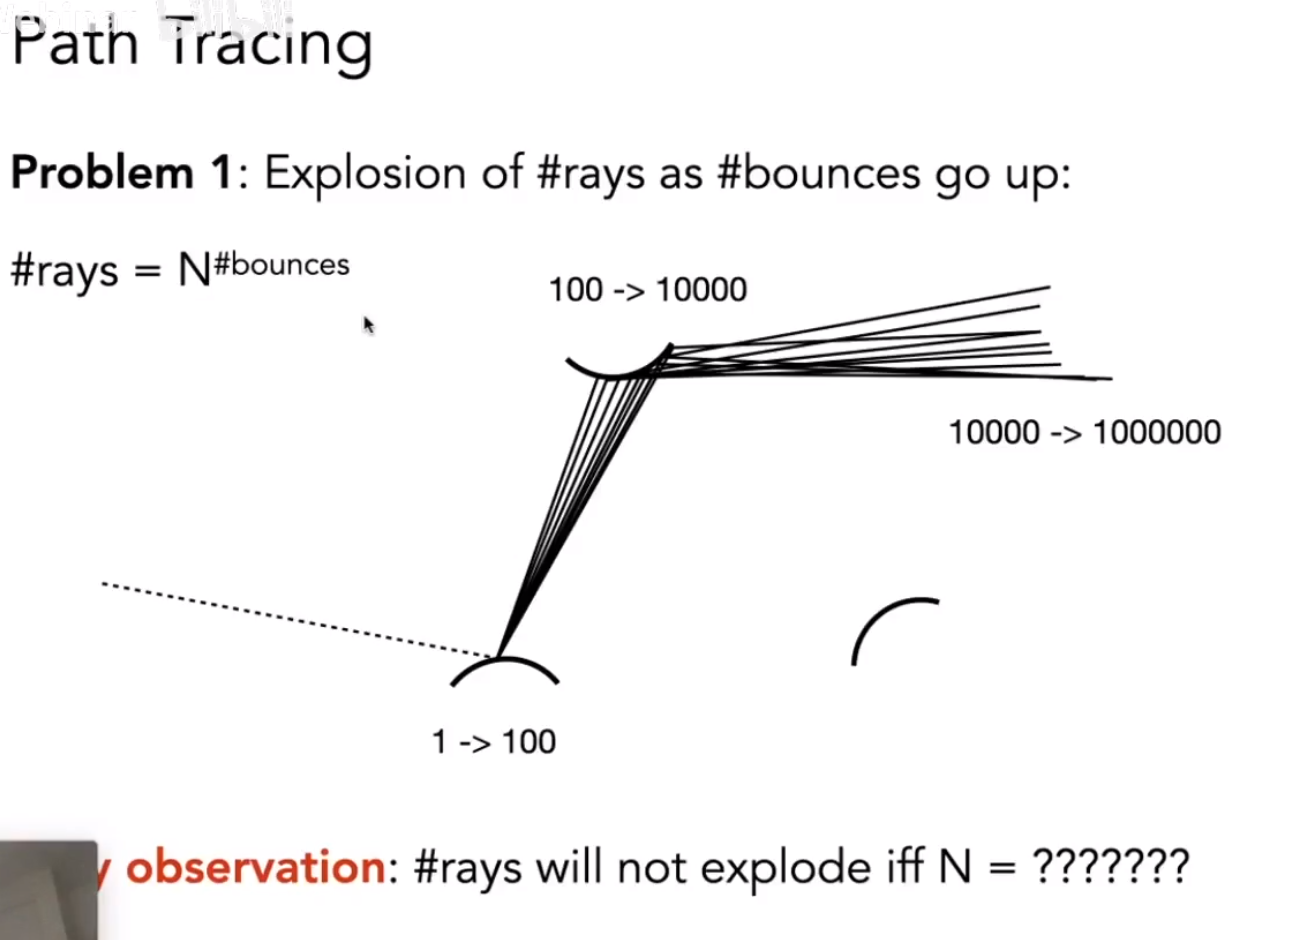 Path Tracing
Problem 1: Explosion of #rays as #bounces go up:
#rays = N#bounces
100 -> 10000
10000 -> 1000000
1 -> 100
y observation: #rays will not explode iff N = ???????